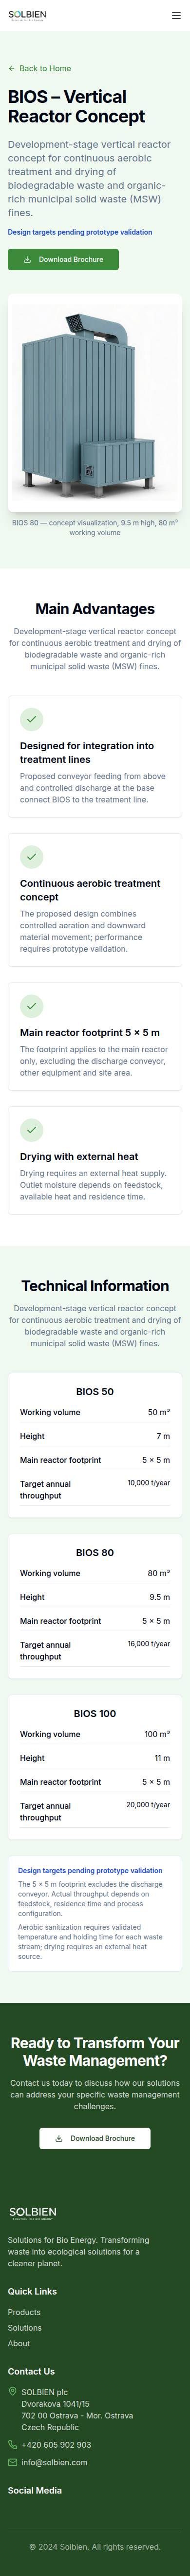 SOLBIEN
Back to Home
BIOS – Vertical
Reactor Concept
Development-stage vertical reactor
concept for continuous aerobic
treatment and drying of
biodegradable waste and organic-
rich municipal solid waste (MSW)
fines.
Design targets pending prototype validation
Download Brochure
BIOS 80 — concept visualization, 9.5 m high, 80 m³
working volume
Main Advantages
Development-stage vertical reactor concept
for continuous aerobic treatment and drying of
biodegradable waste and organic-rich
municipal solid waste (MSW) fines.
Designed for integration into
treatment lines
Proposed conveyor feeding from above
and controlled discharge at the base
connect BIOS to the treatment line.
Continuous aerobic treatment
concept
The proposed design combines
controlled aeration and downward
material movement; performance
requires prototype validation.
Main reactor footprint 5 × 5 m
The footprint applies to the main reactor
only, excluding the discharge conveyor,
other equipment and site area.
Drying with external heat
Drying requires an external heat supply.
Outlet moisture depends on feedstock,
available heat and residence time.
Technical Information
Development-stage vertical reactor concept
for continuous aerobic treatment and drying of
biodegradable waste and organic-rich
municipal solid waste (MSW) fines.
BIOS 50
Working volume 50 m³
Height 7 m
Main reactor footprint 5 × 5 m
Target annual 10,000 t/year
throughput
BIOS 80
Working volume 80 m³
Height 9.5 m
Main reactor footprint 5 × 5 m
Target annual 16,000 t/year
throughput
BIOS 100
Working volume 100 m³
Height 11 m
Main reactor footprint 5 × 5 m
Target annual 20,000 t/year
throughput
Design targets pending prototype validation
The 5 × 5 m footprint excludes the discharge
conveyor. Actual throughput depends on
feedstock, residence time and process
configuration.
Aerobic sanitization requires validated
temperature and holding time for each waste
stream; drying requires an external heat
source.
Ready to Transform Your
Waste Management?
Contact us today to discuss how our solutions
can address your specific waste management
challenges.
Download Brochure
SOLBIEN
Solutions for Bio Energy. Transforming
waste into ecological solutions for a
cleaner planet.
Quick Links
Products
Solutions
About
Contact Us
SOLBIEN plc
Dvorakova 1041/15
702 00 Ostrava - Mor. Ostrava
Czech Republic
+420 605 902 903
info@solbien.com
Social Media
© 2024 Solbien. All rights reserved.